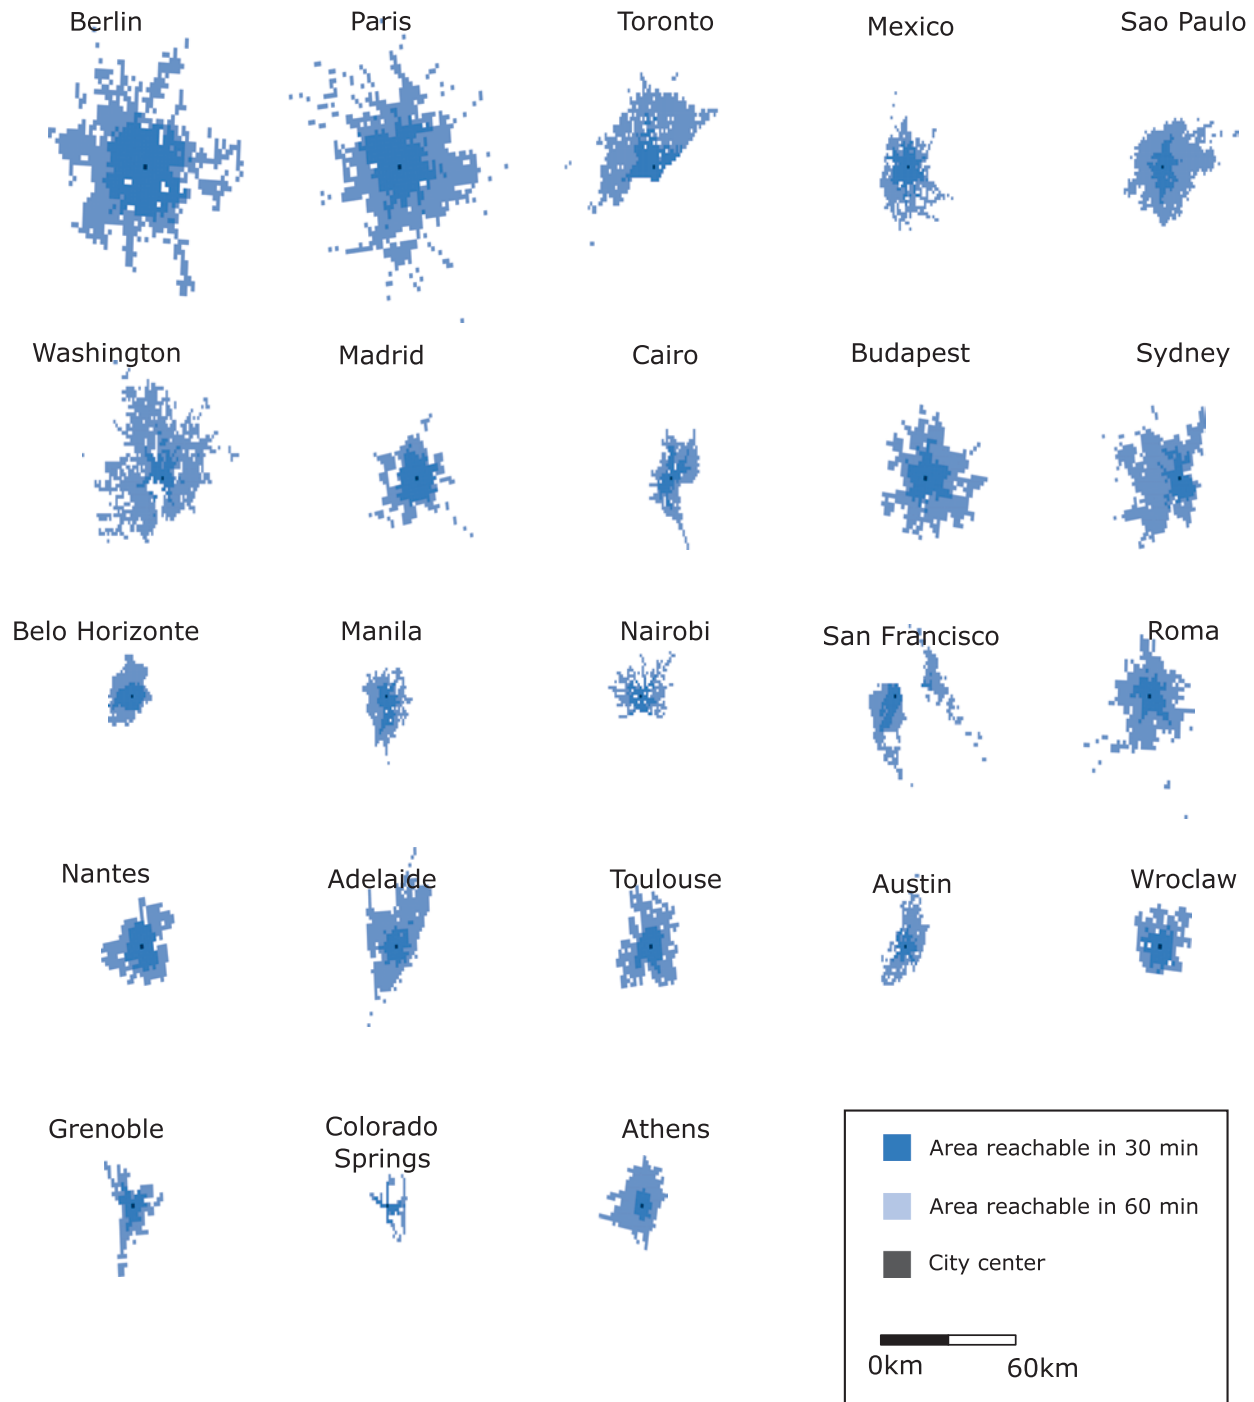 Berlin
Paris
Toronto
Mexico
Sao Paulo
Washington
Madrid
Cairo
Budapest
Sydney
Belo Horizonte
Manila
Nairobi
San Francisco
Roma
Nantes
Adelaide
Toulouse
Austin
Wroclaw
Grenoble
Colorado
Springs
Athens
Area reachable in 30 min
Area reachable in 60 min
City center
0km 60km